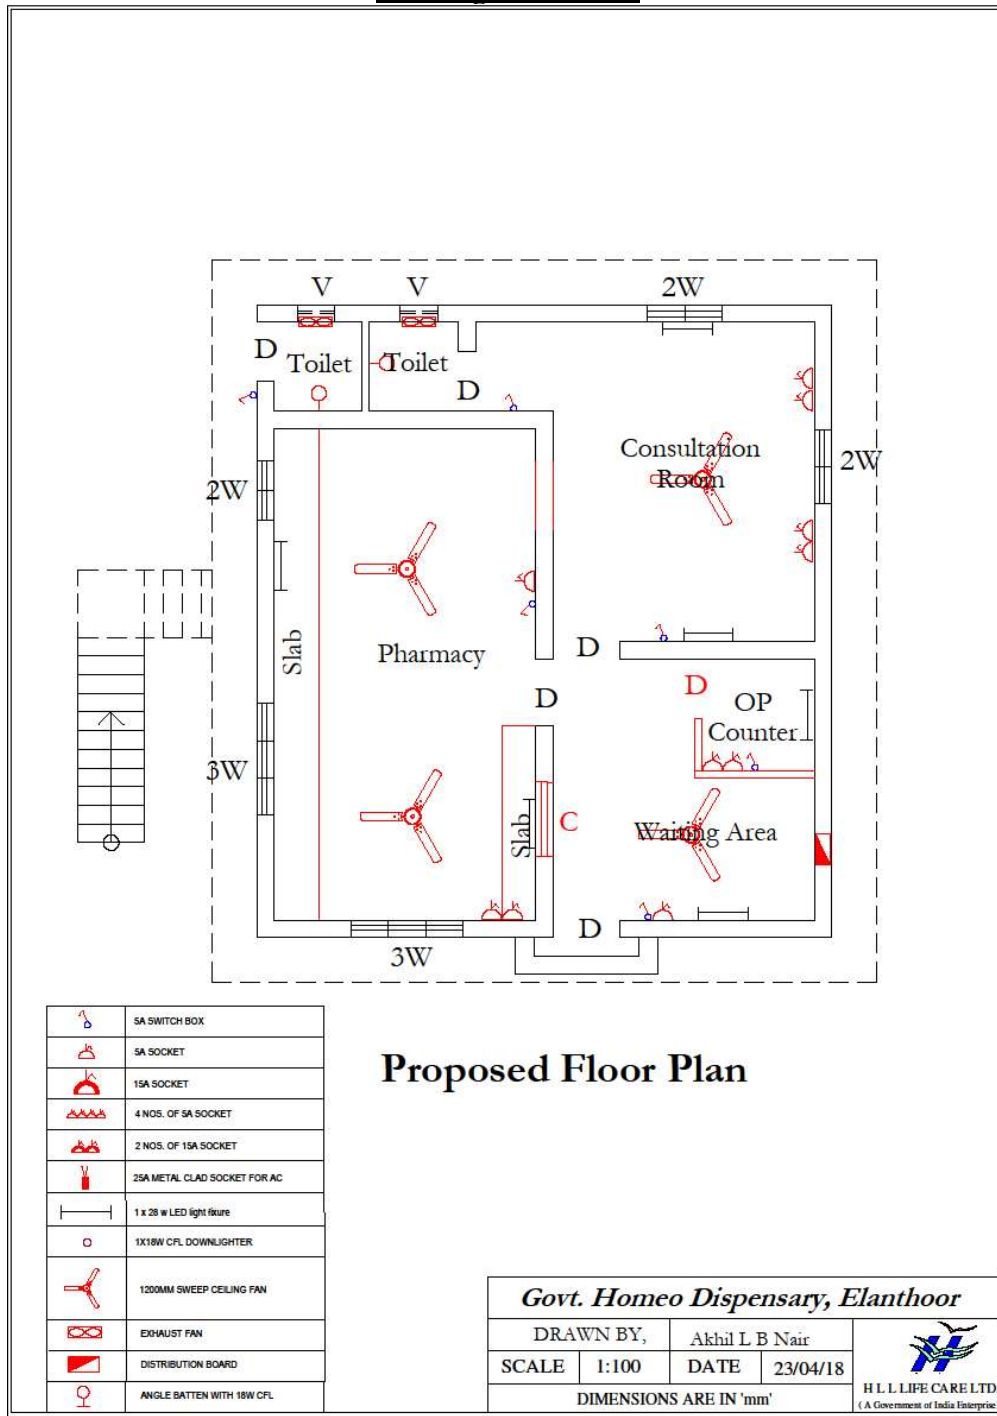 V
V
2W
D
Toilet
Toilet
D
Consultation
Room
2W
2W
Slab
Pharmacy
D
D
D
OP
Counter
3W
C
Slab
Waiting Area
D
3W
5A SWITCH BOX
5A SOCKET
15A SOCKET
4 NOS. OF 5A SOCKET
2 NOS. OF 15A SOCKET
25A METAL CLAD SOCKET FOR AC
1 x 28 w LED light fixure
1X18W CFL DOWNLIGHTER
1200MM SWEEP CEILING FAN
EXHAUST FAN
DISTRIBUTION BOARD
ANGLE BATTEN WITH 18W CFL
Proposed Floor Plan
Govt. Homeo Dispensary, Elanthoor
DRAWN BY, Akhil L B Nair
SCALE 1:100 DATE 23/04/18
DIMENSIONS ARE IN 'mm'
H L L LIFE CARE LTD
( A Government of India Enterprise